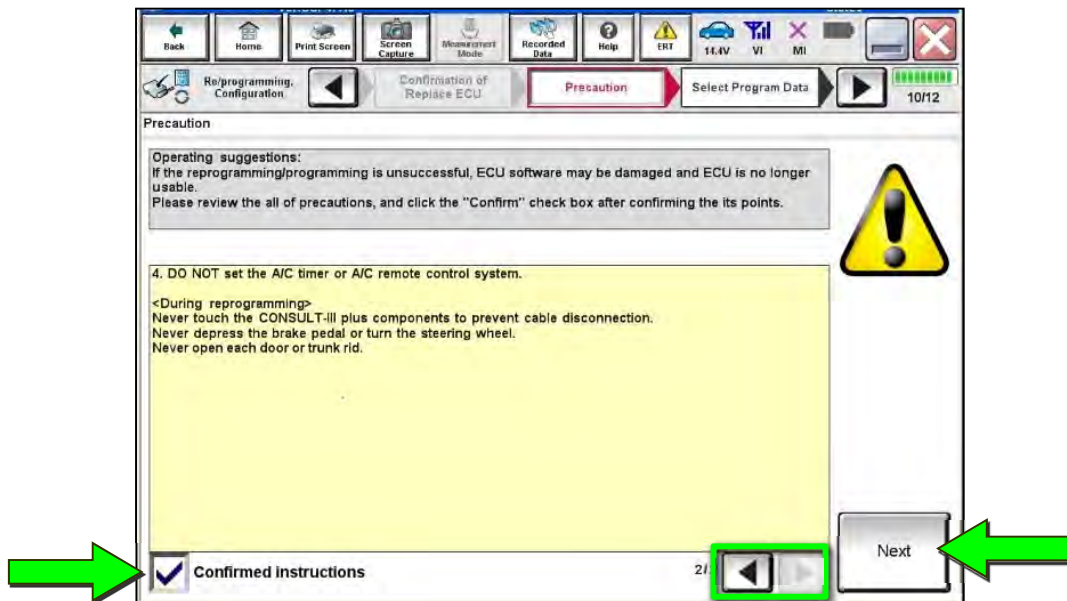 Back
Home
Print Screen
Screen Capture
Measurement Mode
Recorded Data
Help
ERT
14.4V
VI
MI
Re/programming, Configuration
Confirmation of Replace ECU
Precaution
Select Program Data
10/12
Precaution
Operating suggestions:
If the reprogramming/programming is unsuccessful, ECU software may be damaged and ECU is no longer
usable.
Please review the all of precautions, and click the "Confirm" check box after confirming the its points.
4. DO NOT set the A/C timer or A/C remote control system.
<During reprogramming>
Never touch the CONSULT-III plus components to prevent cable disconnection.
Never depress the brake pedal or turn the steering wheel.
Never open each door or trunk rid.
Confirmed instructions
2/
Next